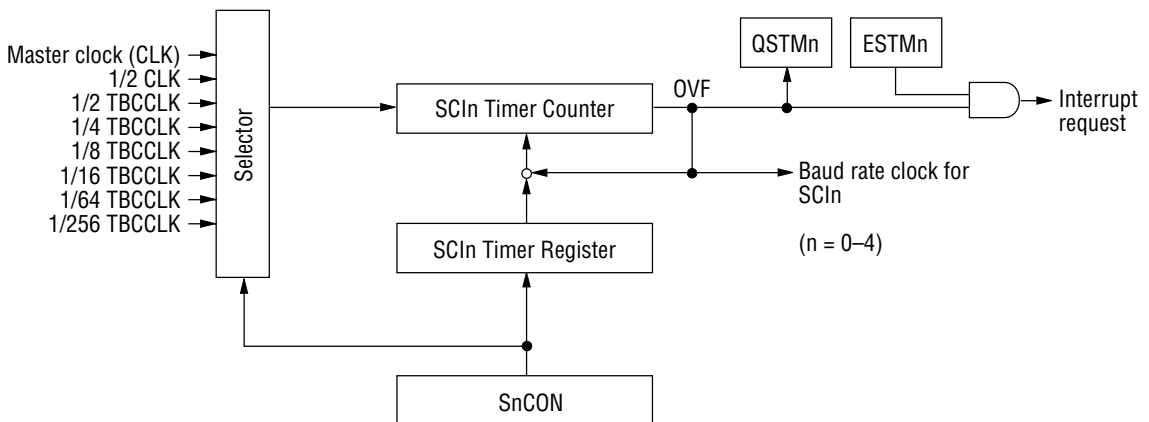 QSTMn
ESTMn
Master clock (CLK)
1/2 CLK
1/2 TBCCLK
1/4 TBCCLK
1/8 TBCCLK
1/16 TBCCLK
1/64 TBCCLK
1/256 TBCCLK
Selector
SCIn Timer Counter
OVF
Interrupt
request
Baud rate clock for
SCIn
(n = 0–4)
SCIn Timer Register
SnCON